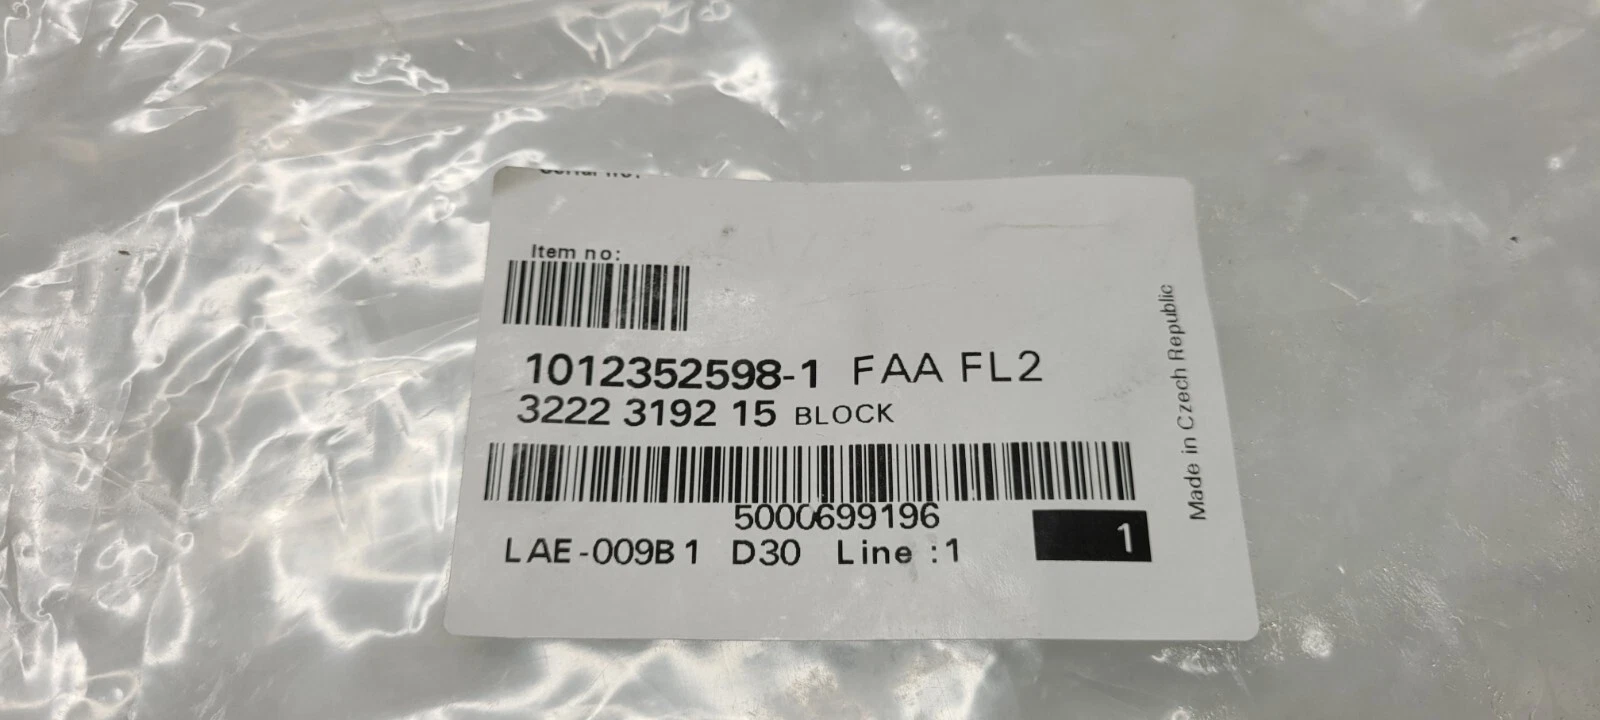 Item no:
1012352598-1 FAA FL2
3222 3192 15 BLOCK
5000699196
LAE-009B1 D30 Line :1
1
Made in Czech Republic